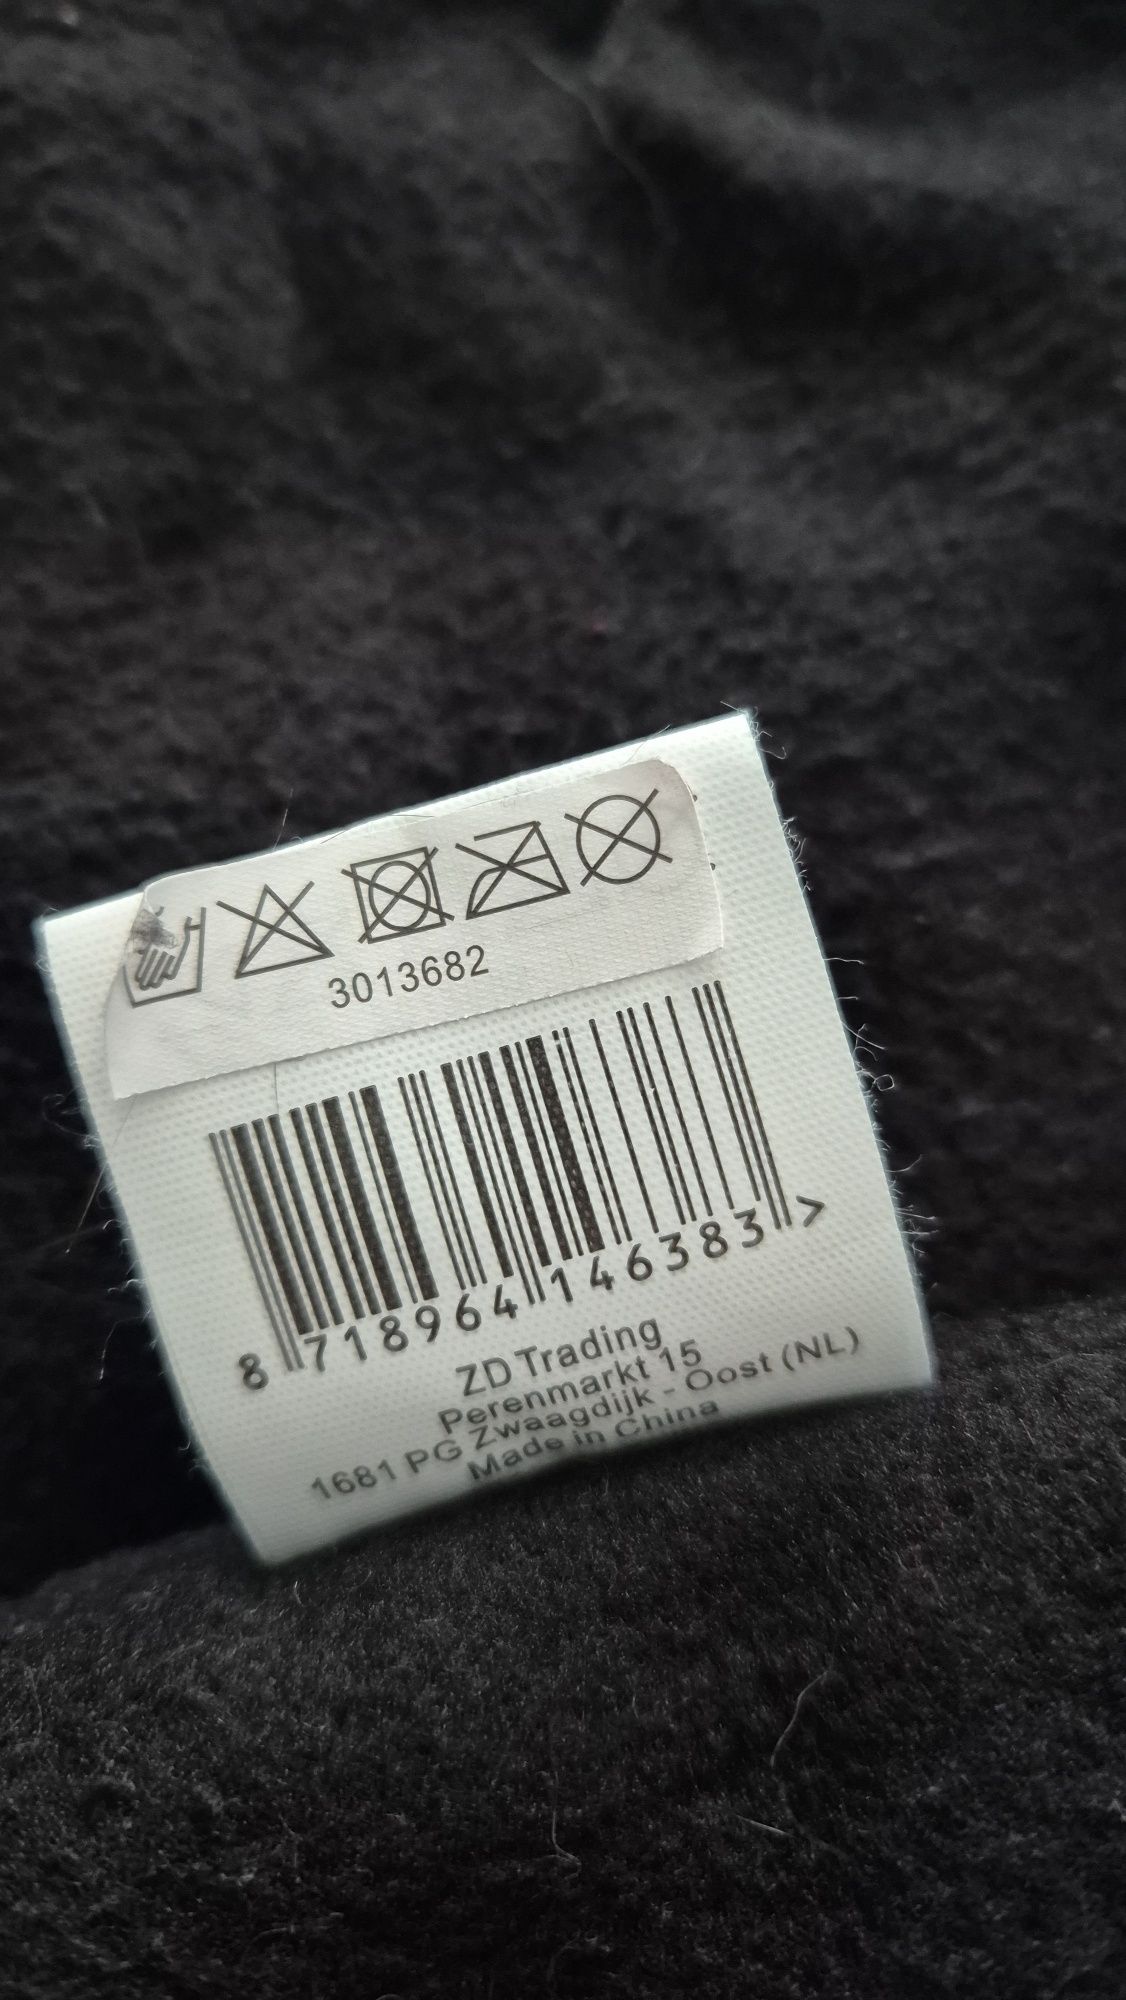 3013682
8 718964 146383 >
ZD Trading
Perenmarkt 15
1681 PG Zwaagdijk - Oost (NL)
Made in China